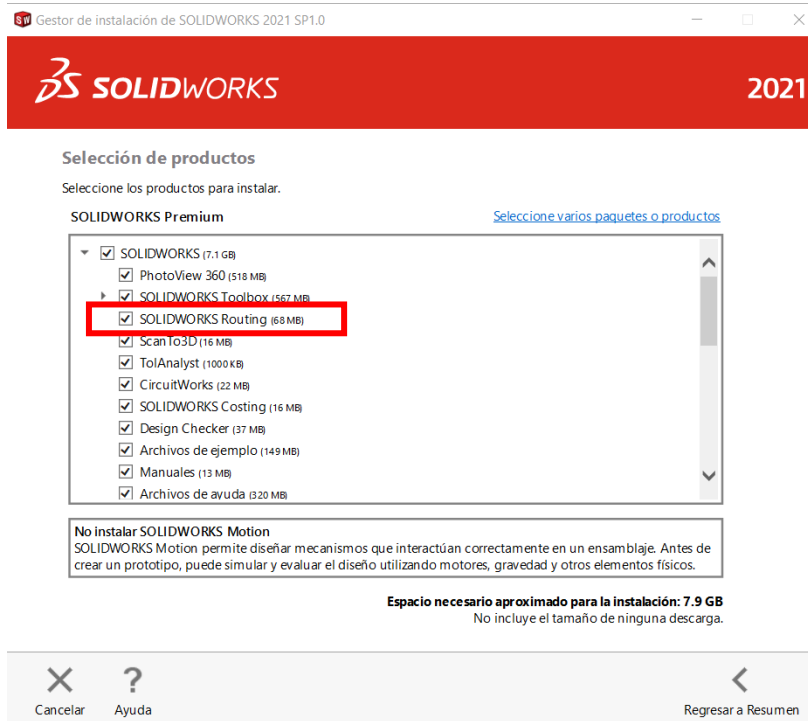 SW Gestor de instalación de SOLIDWORKS 2021 SP1.0
SOLIDWORKS 2021
Selección de productos
Seleccione los productos para instalar.
SOLIDWORKS Premium Seleccione varios paquetes o productos
SOLIDWORKS (7.1 GB)
PhotoView 360 (518 MB)
SOLIDWORKS Toolbox (567 MB)
SOLIDWORKS Routing (68 MB)
ScanTo3D (16 MB)
TolAnalyst (1000 KB)
CircuitWorks (22 MB)
SOLIDWORKS Costing (16 MB)
Design Checker (37 MB)
Archivos de ejemplo (149 MB)
Manuales (13 MB)
Archivos de ayuda (320 MB)
No instalar SOLIDWORKS Motion
SOLIDWORKS Motion permite diseñar mecanismos que interactúan correctamente en un ensamblaje. Antes de
crear un prototipo, puede simular y evaluar el diseño utilizando motores, gravedad y otros elementos físicos.
Espacio necesario aproximado para la instalación: 7.9 GB
No incluye el tamaño de ninguna descarga.
Cancelar Ayuda Regresar a Resumen